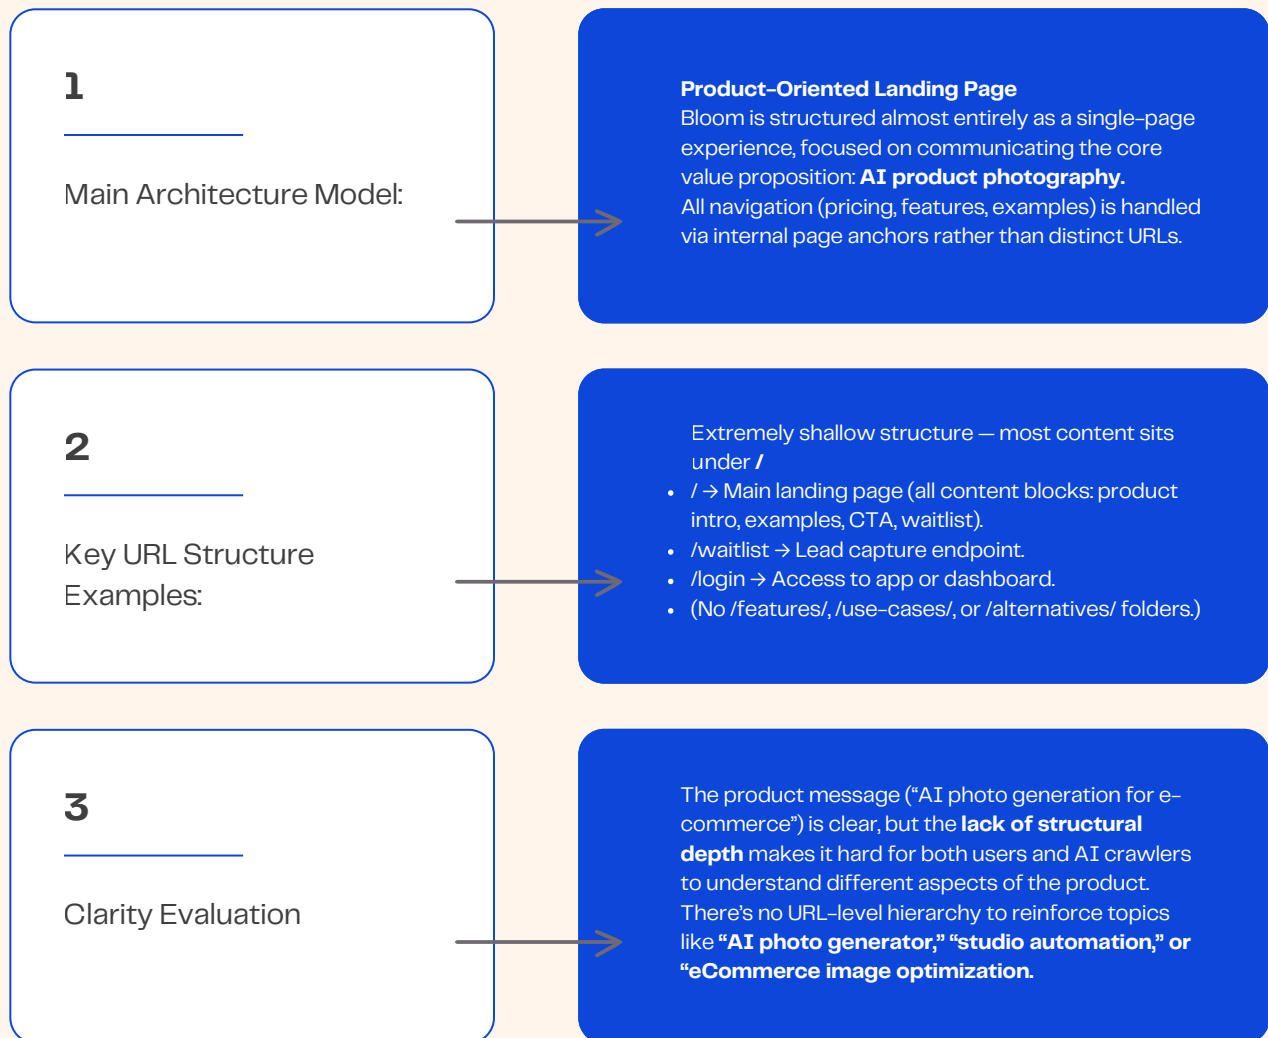 1
Main Architecture Model:
Product-Oriented Landing Page
Bloom is structured almost entirely as a single-page
experience, focused on communicating the core
value proposition: AI product photography.
All navigation (pricing, features, examples) is handled
via internal page anchors rather than distinct URLs.
2
Key URL Structure
Examples:
Extremely shallow structure — most content sits
under /
• / → Main landing page (all content blocks: product
intro, examples, CTA, waitlist).
• /waitlist → Lead capture endpoint.
• /login → Access to app or dashboard.
• (No /features/, /use-cases/, or /alternatives/ folders.)
3
Clarity Evaluation
The product message (“AI photo generation for e-
commerce”) is clear, but the lack of structural
depth makes it hard for both users and AI crawlers
to understand different aspects of the product.
There’s no URL-level hierarchy to reinforce topics
like “AI photo generator,” “studio automation,” or
“eCommerce image optimization.